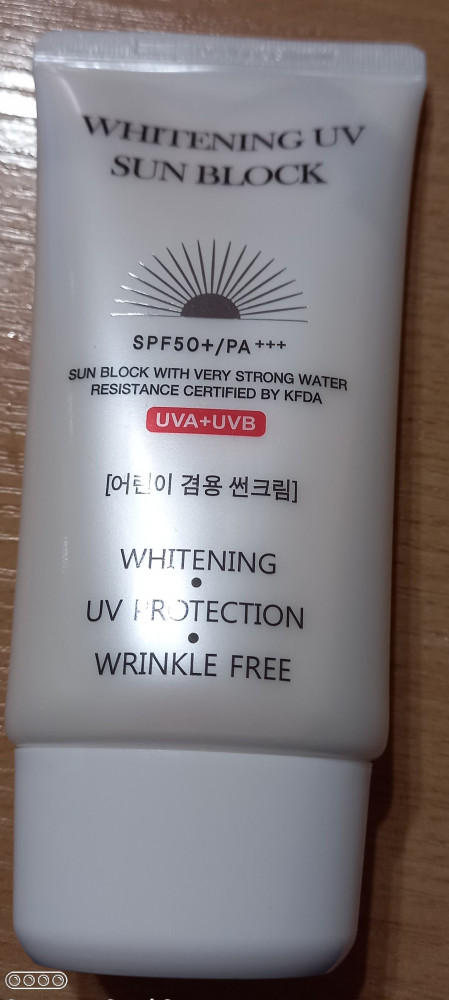 WHITENING UV
SUN BLOCK
SPF50+/PA+++
SUN BLOCK WITH VERY STRONG WATER
RESISTANCE CERTIFIED BY KFDA
UVA+UVB
[어린이 겸용 썬크림]
WHITENING
•
UV PROTECTION
•
WRINKLE FREE